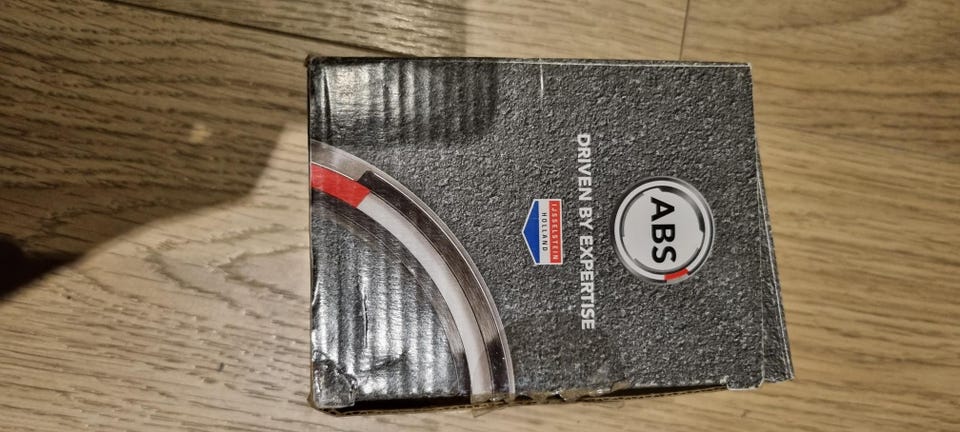 ABS
DRIVEN BY EXPERTISE
IJSSELSTEIN
HOLLAND